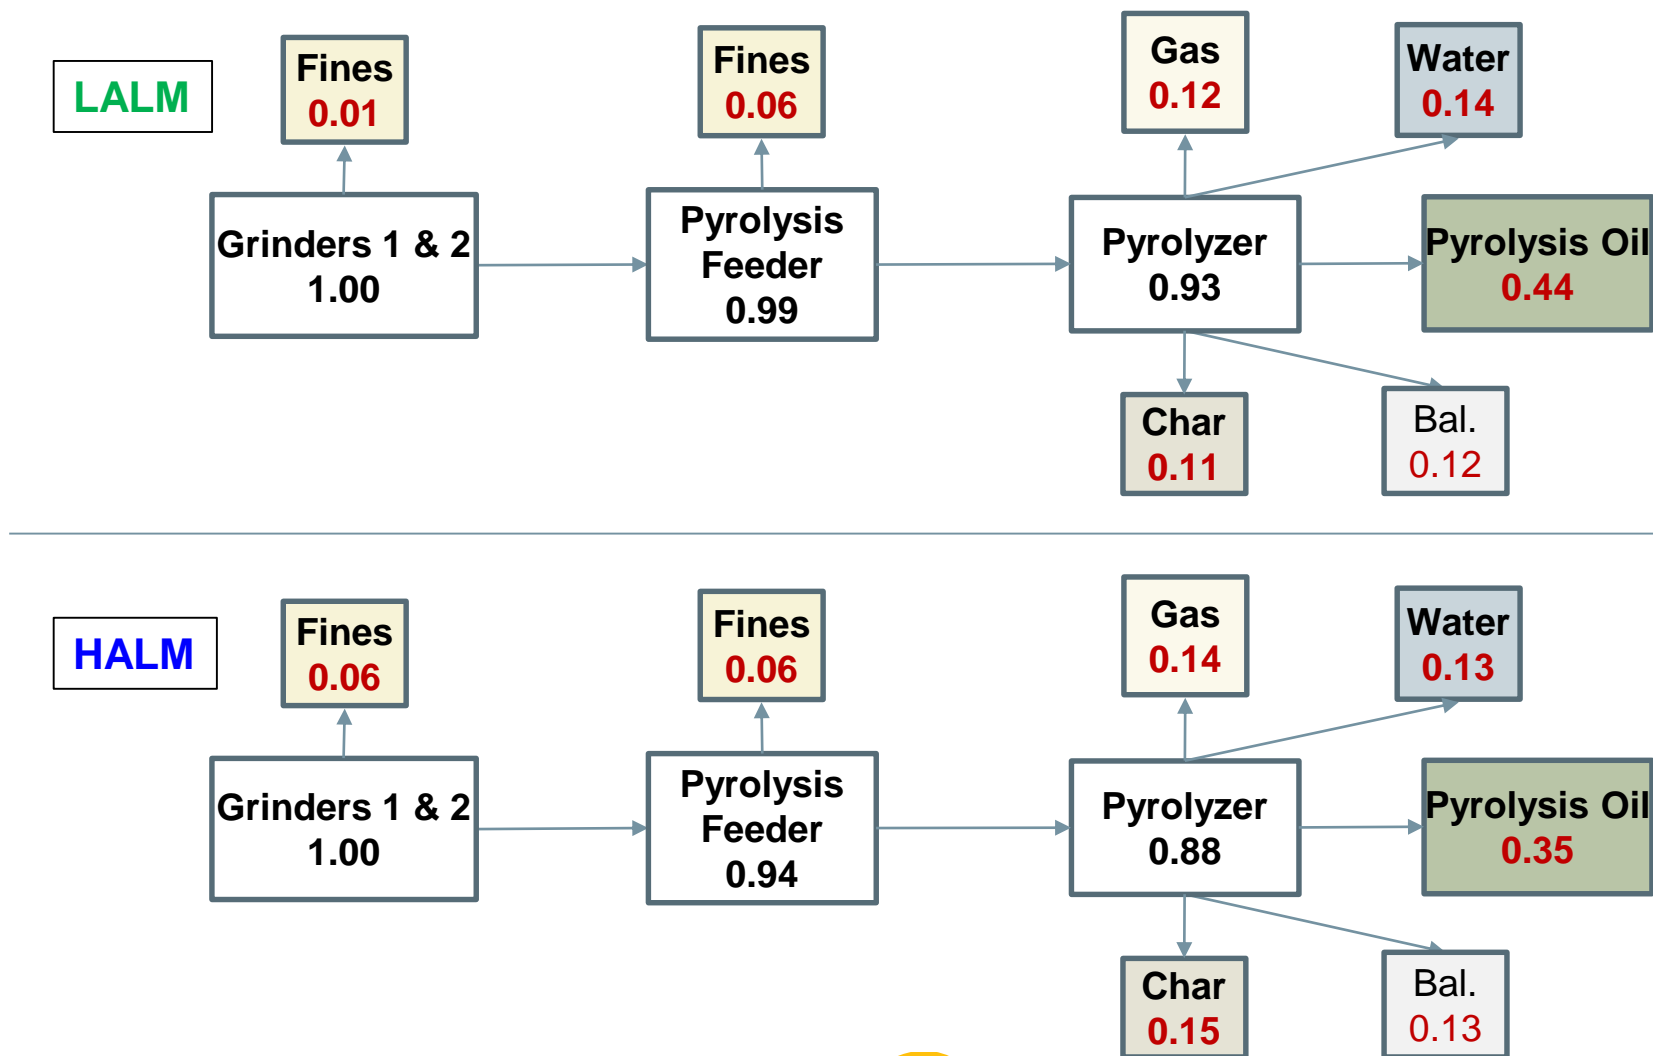 LALM
Fines
0.01
Fines
0.06
Gas
0.12
Water
0.14
Grinders 1 & 2
1.00
Pyrolysis
Feeder
0.99
Pyrolyzer
0.93
Pyrolysis Oil
0.44
Char
0.11
Bal.
0.12
HALM
Fines
0.06
Fines
0.06
Gas
0.14
Water
0.13
Grinders 1 & 2
1.00
Pyrolysis
Feeder
0.94
Pyrolyzer
0.88
Pyrolysis Oil
0.35
Char
0.15
Bal.
0.13